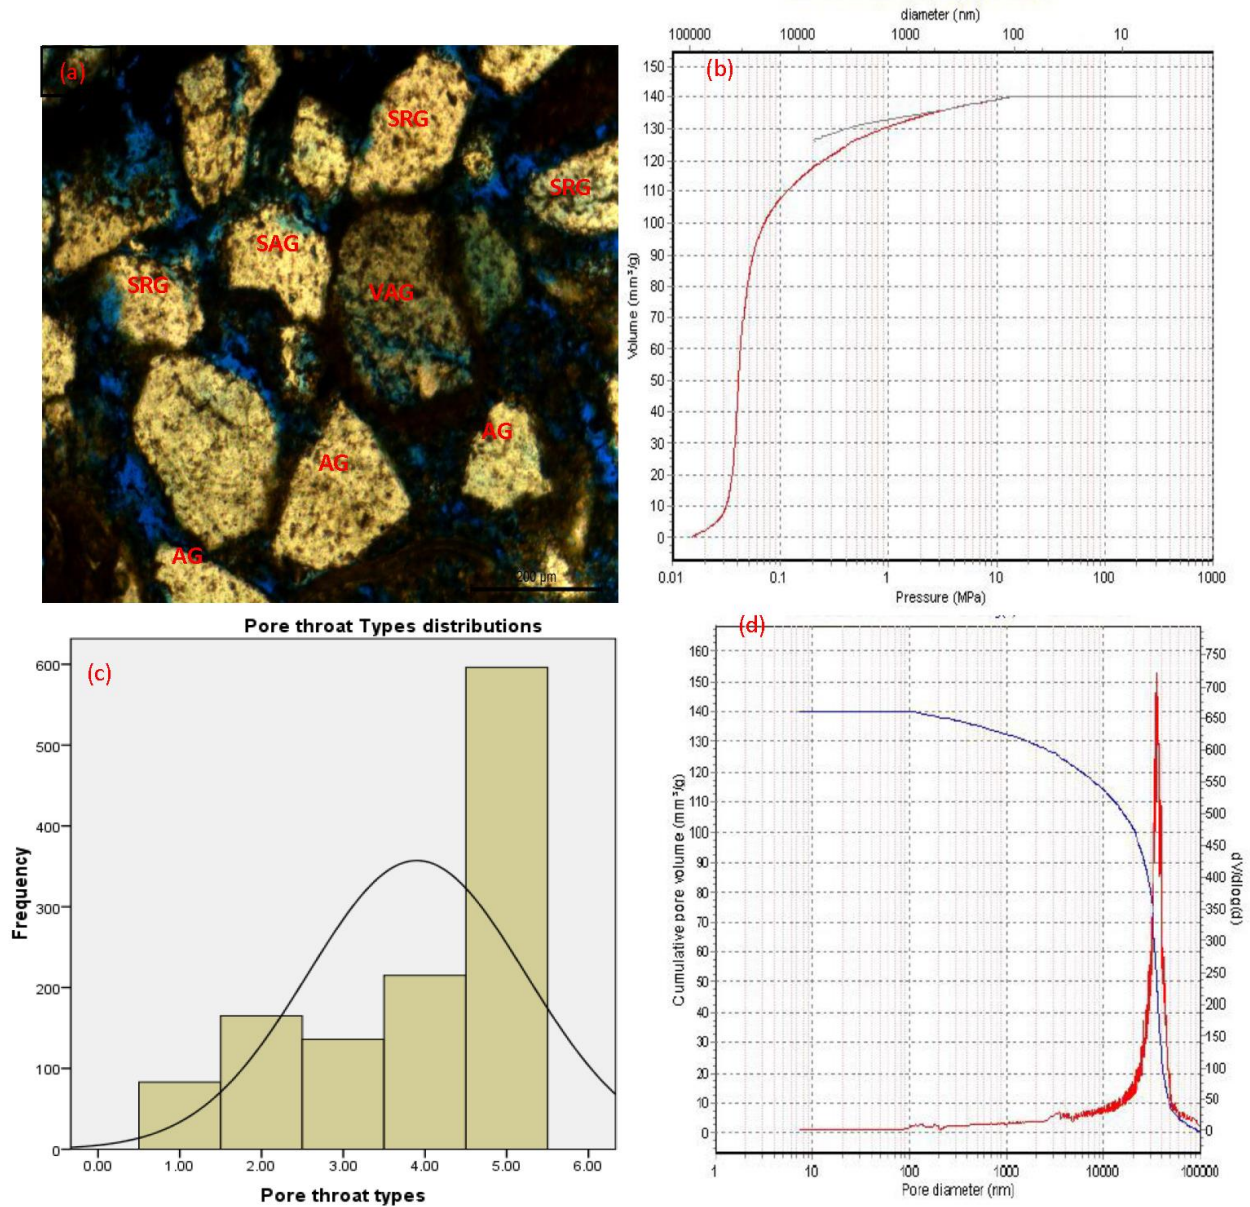 (a)
SRG
SRG
SAG
SRG
VAG
AG
AG
AG
200 µm
diameter (nm)
100000 10000 1000 100 10
(b)
150
140
130
120
110
100
90
80
70
60
50
40
30
20
10
0
Volume (mm³/g)
0.01 0.1 1 10 100 1000
Pressure (MPa)
Pore throat Types distributions
(c)
600
500
400
300
200
100
0
Frequency
0.00 1.00 2.00 3.00 4.00 5.00 6.00
Pore throat types
(d)
160
150
140
130
120
110
100
90
80
70
60
50
40
30
20
10
0
Cumulative pore volume (mm³/g)
750
700
650
600
550
500
450
400
350
300
250
200
150
100
50
0
dV/dlog(d)
1 10 100 1000 10000 100000
Pore diameter (nm)